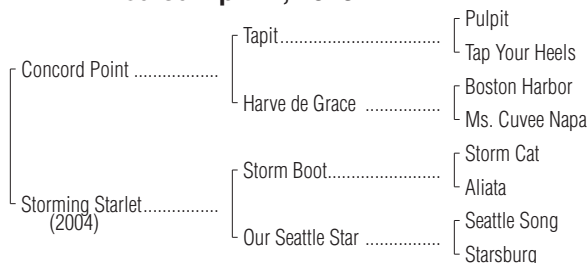 Pulpit
Tapit
Tap Your Heels
Concord Point
Boston Harbor
Harve de Grace
Ms. Cuvee Napa
Storm Cat
Storm Boot
Aliata
Storming Starlet
(2004)
Seattle Song
Our Seattle Star
Starsburg